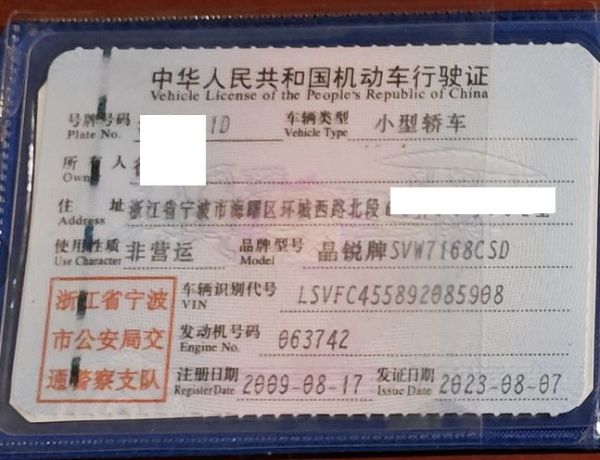 中华人民共和国机动车行驶证
Vehicle License of the People's Republic of China
号牌号码 1D 车辆类型 小型轿车
Plate No. Vehicle Type
所有人
Owner
住址 浙江省宁波市海曙区环城西路北段
Address
使用性质 非营运 品牌型号 晶锐牌SVW7168CSD
Use Character Model
浙江省宁波 车辆识别代号 LSVFC455892085908
VIN
市公安局交 发动机号码 063742
Engine No.
通警察支队 注册日期 2009-08-17 发证日期 2023-08-07
Register Date Issue Date